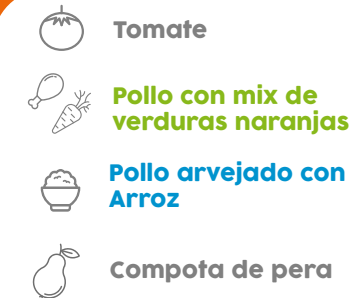 Tomate
Pollo con mix de
verduras naranjas
Pollo arvejado con
Arroz
Compota de pera